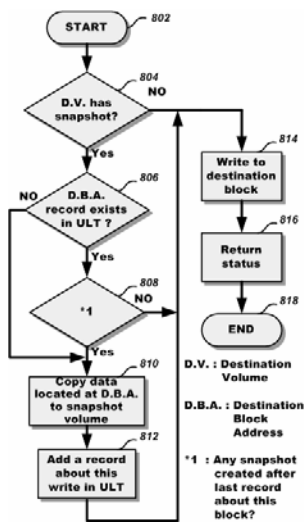 802
START
804
D.V. has
snapshot?
NO
Yes
806
NO
D.B.A.
record exists
in ULT ?
Yes
808
*1
NO
Yes
810
Copy data
located at D.B.A.
to snapshot
volume
812
Add a record
about this
write in ULT
814
Write to
destination
block
816
Return
status
818
END
D.V. : Destination
Volume
D.B.A. : Destination
Block
Address
*1 : Any snapshot
created after
last record
about this
block?